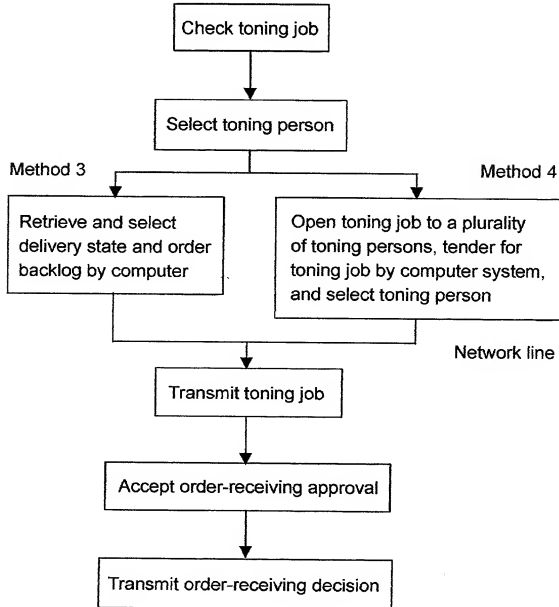 Check toning job
Select toning person
Method 3
Method 4
Retrieve and select
delivery state and order
backlog by computer
Open toning job to a plurality
of toning persons, tender for
toning job by computer system,
and select toning person
Network line
Transmit toning job
Accept order-receiving approval
Transmit order-receiving decision